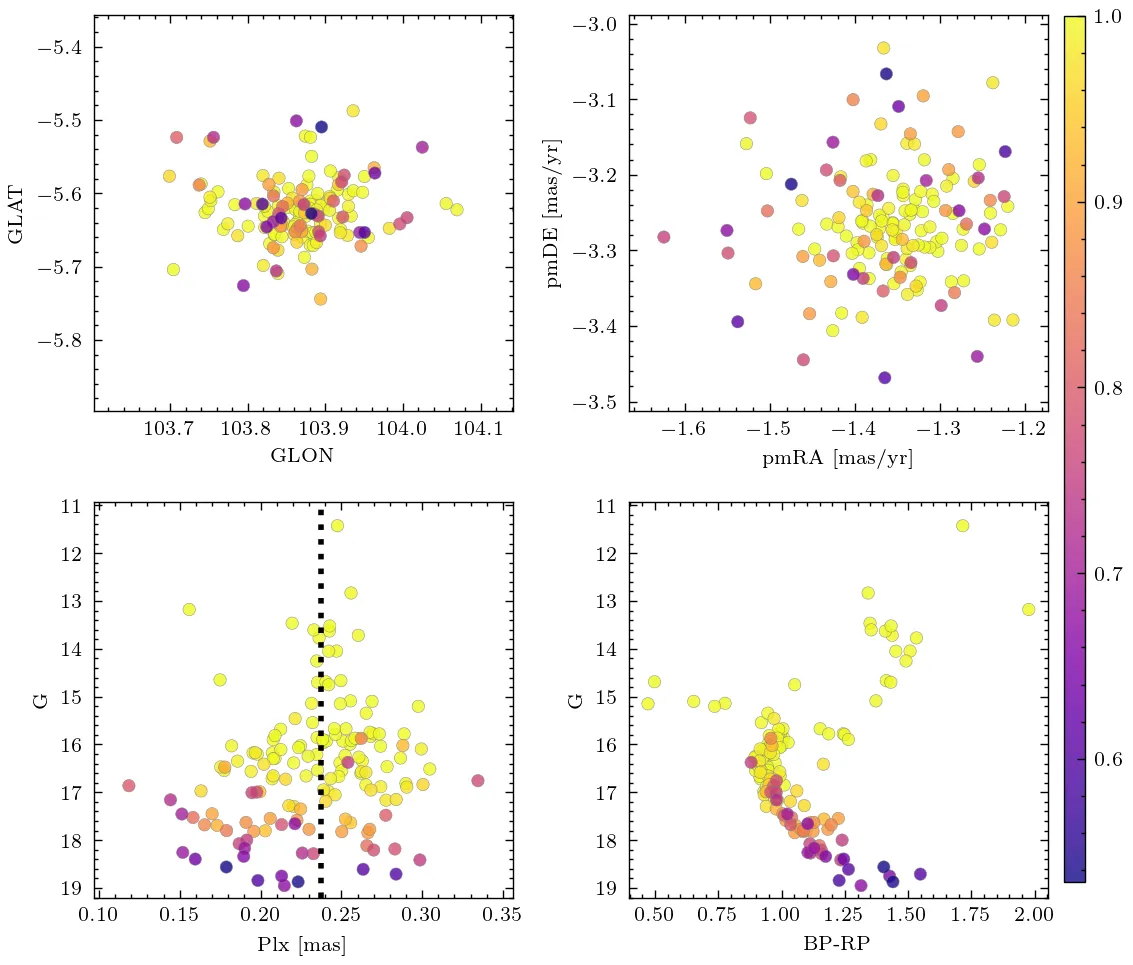 −5.4
−5.5
−5.6
−5.7
−5.8
GLAT
103.7 103.8 103.9 104.0 104.1
GLON
−3.0
−3.1
−3.2
−3.3
−3.4
−3.5
pmDE [mas/yr]
−1.6 −1.5 −1.4 −1.3 −1.2
pmRA [mas/yr]
1.0
0.9
0.8
0.7
0.6
11
12
13
14
15
16
17
18
19
G
0.10 0.15 0.20 0.25 0.30 0.35
Plx [mas]
11
12
13
14
15
16
17
18
19
G
0.50 0.75 1.00 1.25 1.50 1.75 2.00
BP-RP